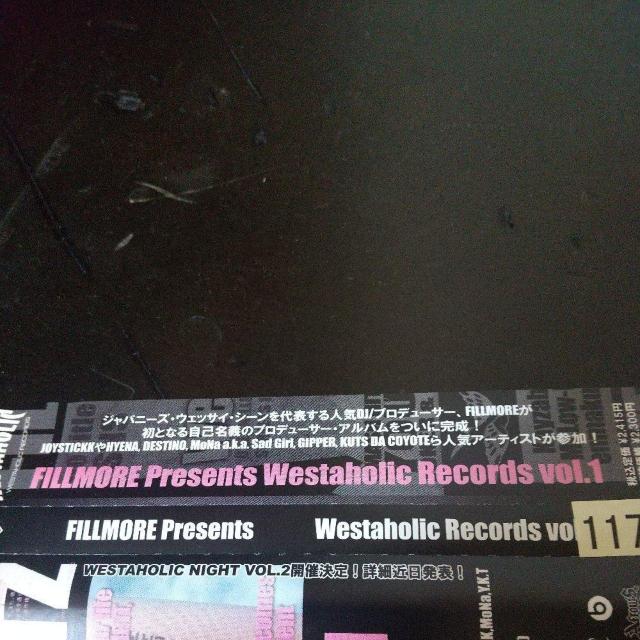 ジャパニーズ・ウェッサイ・シーンを代表する人気DJ/プロデューサー、FILLMOREが
初となる自己名義のプロデューサー・アルバムをついに完成！
JOYSTICKKやHYENA, DESTINO, MoNa a.k.a. Sad Girl, GIPPER, KUTS DA COYOTEら人気アーティストが参加！
FILLMORE Presents Westaholic Records vol.1
FILLMORE Presents Westaholic Records vo
117
WESTAHOLIC NIGHT VOL.2開催決定！詳細近日発表！
K,MoNa,Y.K.T